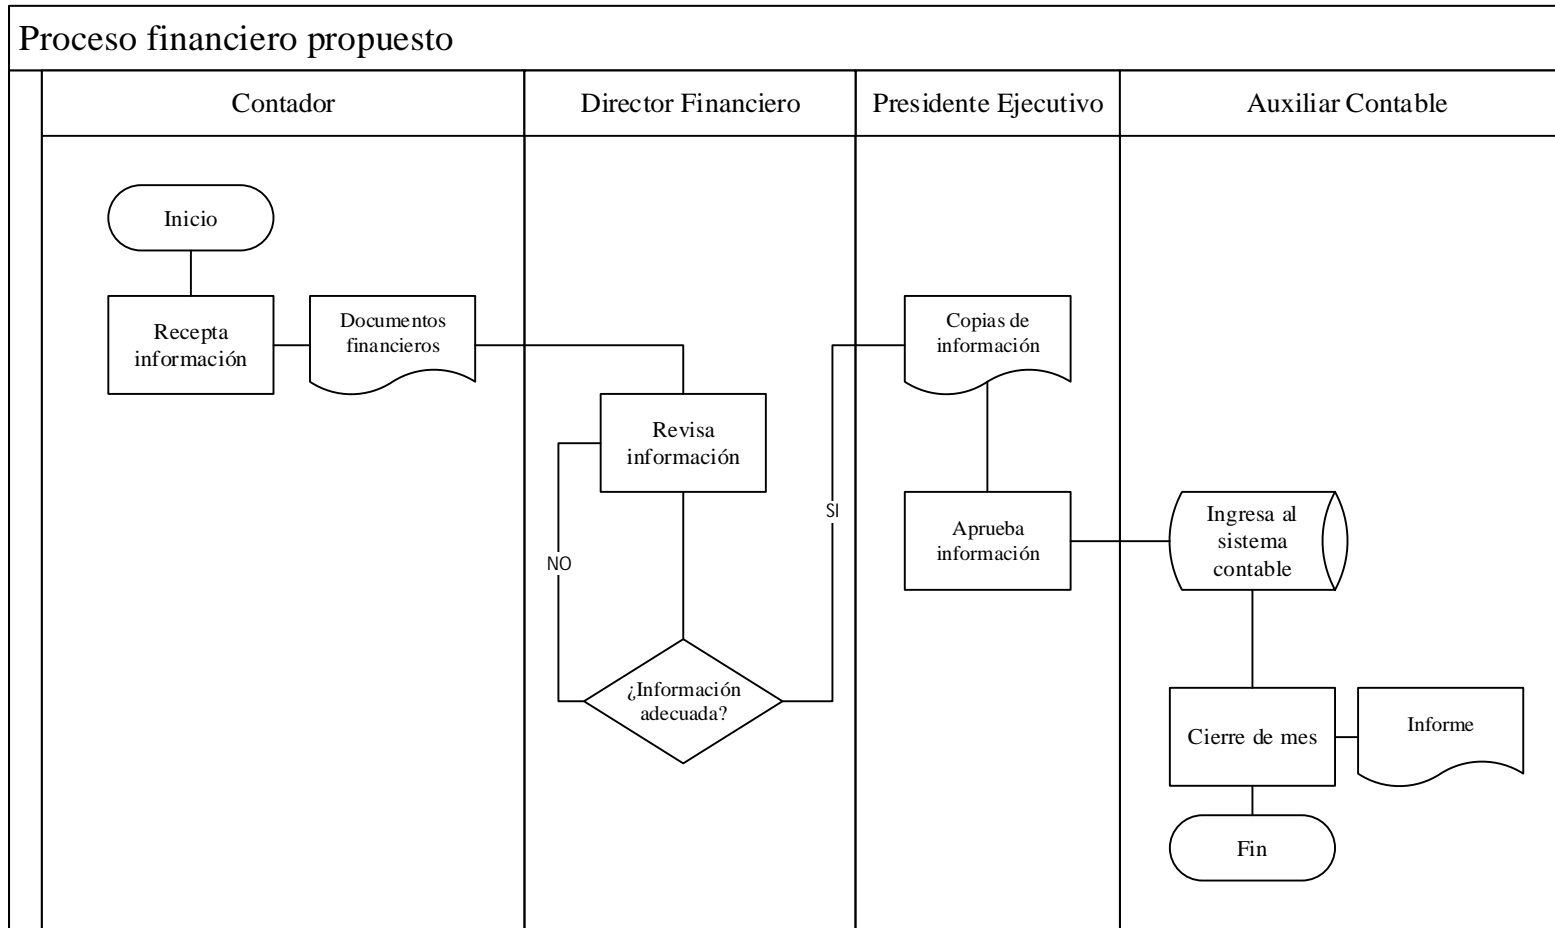 Proceso financiero propuesto
Contador
Director Financiero
Presidente Ejecutivo
Auxiliar Contable
Inicio
Recepta
información
Documentos
financieros
Revisa
información
NO
¿Información
adecuada?
SI
Copias de
información
Aprueba
información
Ingresa al
sistema
contable
Cierre de mes
Informe
Fin